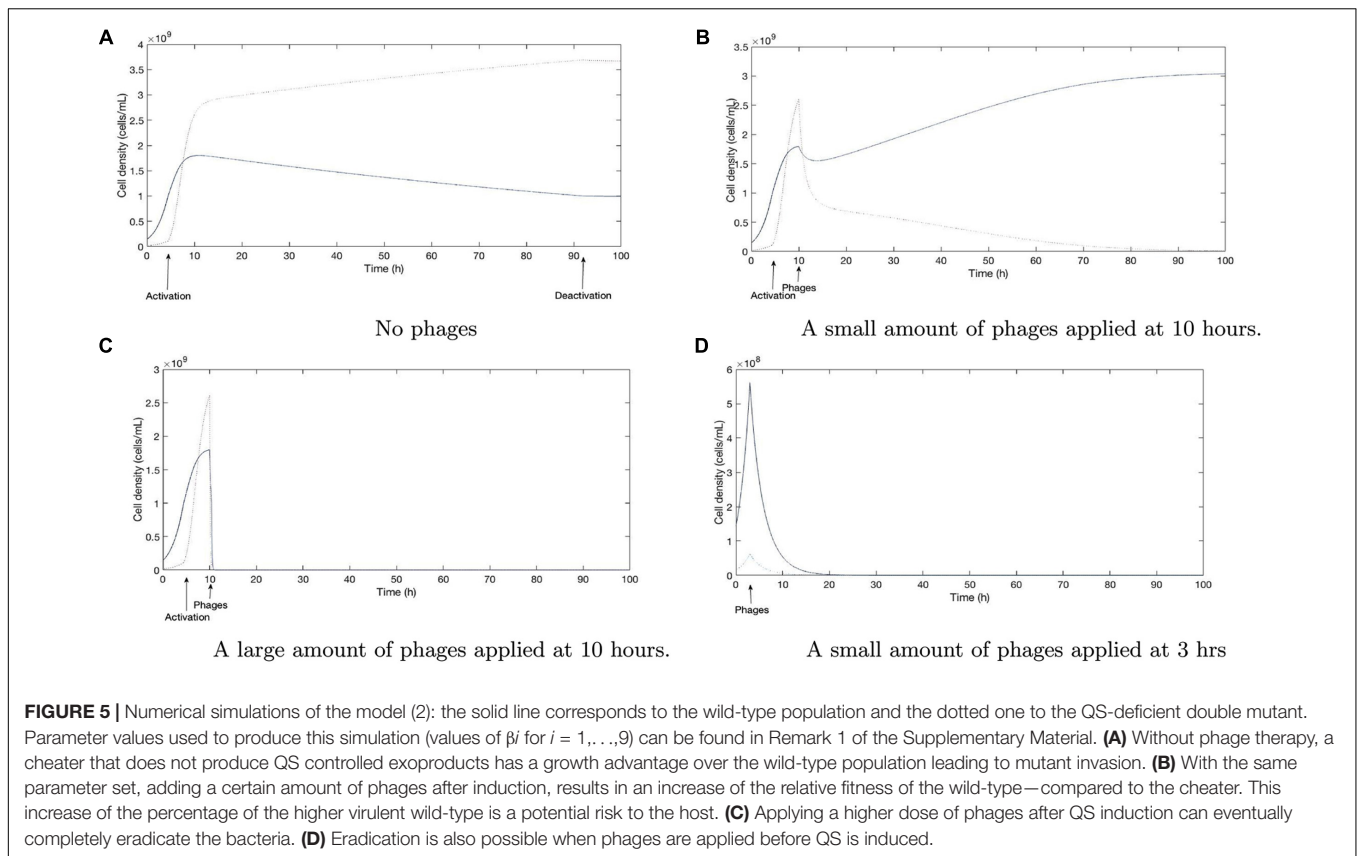 A
×10⁹
4
3.5
3
2.5
2
1.5
1
0.5
0
Cell density (cells/mL)
0 10 20 30 40 50 60 70 80 90 100
Time (h)
Activation
Deactivation
No phages
B
×10⁹
3.5
3
2.5
2
1.5
1
0.5
0
Cell density (cells/mL)
0 10 20 30 40 50 60 70 80 90 100
Time (h)
Activation
Phages
A small amount of phages applied at 10 hours.
C
×10⁹
3
2.5
2
1.5
1
0.5
0
Cell density (cells/mL)
0 10 20 30 40 50 60 70 80 90 100
Time (h)
Phages
Activation
A large amount of phages applied at 10 hours.
D
×10⁸
6
5
4
3
2
1
0
Cell density (cells/mL)
0 10 20 30 40 50 60 70 80 90 100
Time (h)
Phages
A small amount of phages applied at 3 hrs
FIGURE 5 | Numerical simulations of the model (2): the solid line corresponds to the wild-type population and the dotted one to the QS-deficient double mutant.
Parameter values used to produce this simulation (values of βi for i = 1,...,9) can be found in Remark 1 of the Supplementary Material. (A) Without phage therapy, a
cheater that does not produce QS controlled exoproducts has a growth advantage over the wild-type population leading to mutant invasion. (B) With the same
parameter set, adding a certain amount of phages after induction, results in an increase of the relative fitness of the wild-type—compared to the cheater. This
increase of the percentage of the higher virulent wild-type is a potential risk to the host. (C) Applying a higher dose of phages after QS induction can eventually
completely eradicate the bacteria. (D) Eradication is also possible when phages are applied before QS is induced.